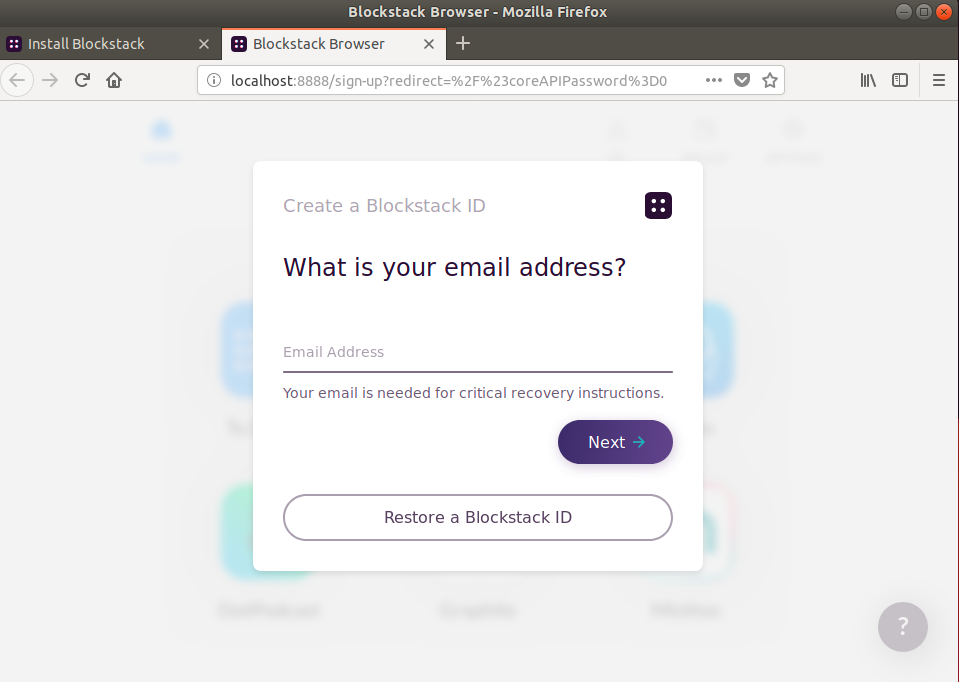 Blockstack Browser - Mozilla Firefox
Install Blockstack
Blockstack Browser
localhost:8888/sign-up?redirect=%2F%23coreAPIPassword%3D0
Create a Blockstack ID
What is your email address?
Email Address
Your email is needed for critical recovery instructions.
Next →
Restore a Blockstack ID
Graphite
?